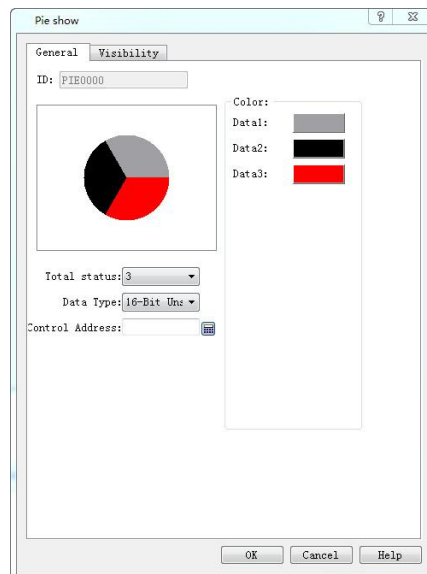 Pie show
General Visibility
ID: PIE0000
Color:
Data1:
Data2:
Data3:
Total status: 3
Data Type: 16-Bit Uns
Control Address:
OK Cancel Help